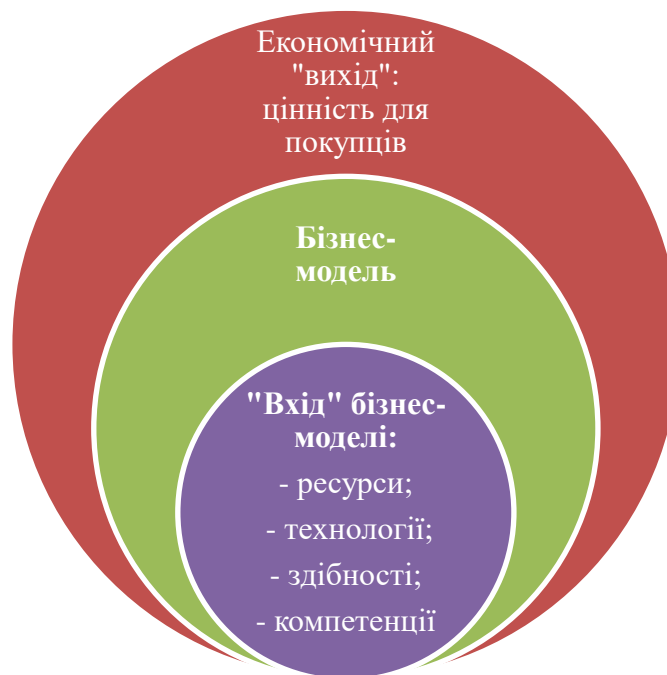 Економічний
"вихід":
цінність для
покупців
Бізнес-
модель
"Вхід" бізнес-
моделі:
- ресурси;
- технології;
- здібності;
- компетенції